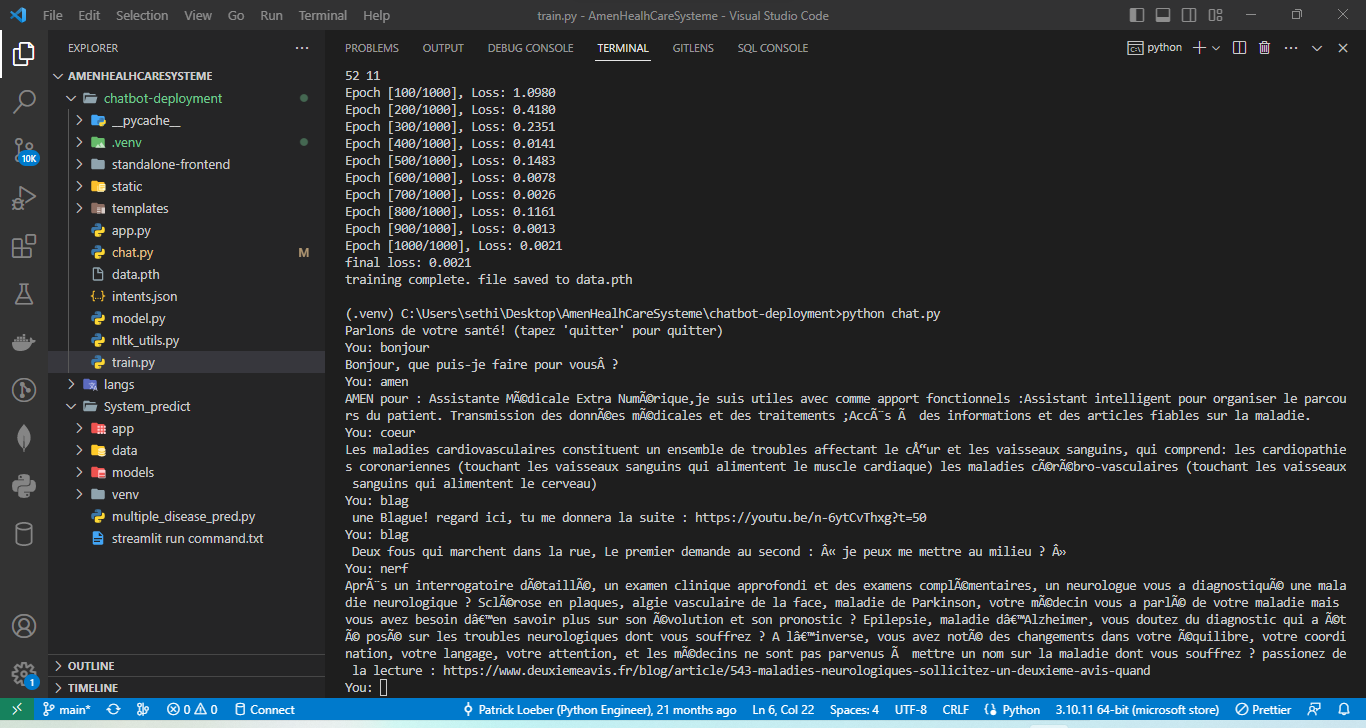 File Edit Selection View Go Run Terminal Help
train.py - AmenHealhCareSysteme - Visual Studio Code
EXPLORER
AMENHEALHCARESYSTEME
chatbot-deployment
__pycache__
.venv
standalone-frontend
static
templates
app.py
chat.py M
data.pth
intents.json
model.py
nltk_utils.py
train.py
langs
System_predict
app
data
models
venv
multiple_disease_pred.py
streamlit run command.txt
OUTLINE
TIMELINE
10K
1
PROBLEMS OUTPUT DEBUG CONSOLE TERMINAL GITLENS SQL CONSOLE
python
52 11
Epoch [100/1000], Loss: 1.0980
Epoch [200/1000], Loss: 0.4180
Epoch [300/1000], Loss: 0.2351
Epoch [400/1000], Loss: 0.0141
Epoch [500/1000], Loss: 0.1483
Epoch [600/1000], Loss: 0.0078
Epoch [700/1000], Loss: 0.0026
Epoch [800/1000], Loss: 0.1161
Epoch [900/1000], Loss: 0.0013
Epoch [1000/1000], Loss: 0.0021
final loss: 0.0021
training complete. file saved to data.pth
(.venv) C:\Users\sethi\Desktop\AmenHealhCareSysteme\chatbot-deployment>python chat.py
Parlons de votre santé! (tapez 'quitter' pour quitter)
You: bonjour
Bonjour, que puis-je faire pour vousÂ ?
You: amen
AMEN pour : Assistante MÃ©dicale Extra NumÃ©rique,je suis utiles avec comme apport fonctionnels :Assistant intelligent pour organiser le parcou
rs du patient. Transmission des donnÃ©es mÃ©dicales et des traitements ;AccÃ¨s Ã  des informations et des articles fiables sur la maladie.
You: coeur
Les maladies cardiovasculaires constituent un ensemble de troubles affectant le cÅ“ur et les vaisseaux sanguins, qui comprend: les cardiopathie
s coronariennes (touchant les vaisseaux sanguins qui alimentent le muscle cardiaque) les maladies cÃ©rÃ©bro-vasculaires (touchant les vaisseaux
sanguins qui alimentent le cerveau)
You: blag
une Blague! regard ici, tu me donnera la suite : https://youtu.be/n-6ytCvThxg?t=50
You: blag
Deux fous qui marchent dans la rue, Le premier demande au second : Â« je peux me mettre au milieu ? Â»
You: nerf
AprÃ¨s un interrogatoire dÃ©taillÃ©, un examen clinique approfondi et des examens complÃ©mentaires, un neurologue vous a diagnostiquÃ© une mala
die neurologique ? SclÃ©rose en plaques, algie vasculaire de la face, maladie de Parkinson, votre mÃ©decin vous a parlÃ© de votre maladie mais
vous avez besoin dâ€™en savoir plus sur son Ã©volution et son pronostic ? Epilepsie, maladie dâ€™Alzheimer, vous doutez du diagnostic qui a Ã©t
Ã© posÃ© sur les troubles neurologiques dont vous souffrez ? A lâ€™inverse, vous avez notÃ© des changements dans votre Ã©quilibre, votre coordi
nation, votre langage, votre attention, et les mÃ©decins ne sont pas parvenus Ã  mettre un nom sur la maladie dont vous souffrez ? passionez de
la lecture : https://www.deuxiemeavis.fr/blog/article/543-maladies-neurologiques-sollicitez-un-deuxieme-avis-quand
You:
main* 0 0 Connect Patrick Loeber (Python Engineer), 21 months ago Ln 6, Col 22 Spaces: 4 UTF-8 CRLF Python 3.10.11 64-bit (microsoft store) Prettier